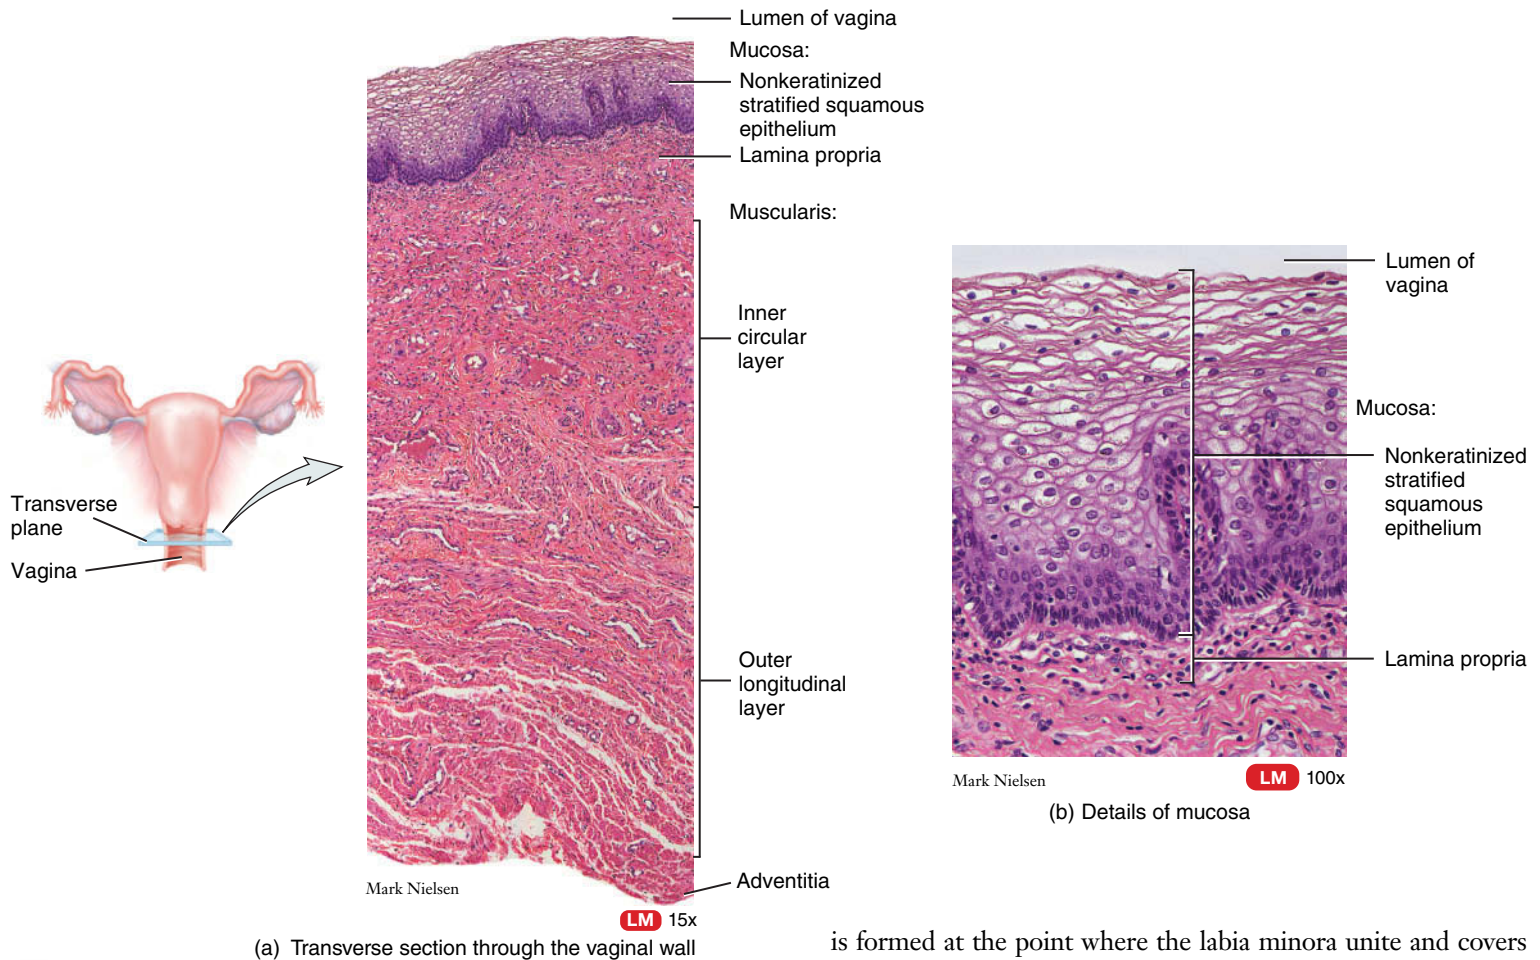 Lumen of vagina
Mucosa:
Nonkeratinized
stratified squamous
epithelium
Lamina propria
Muscularis:
Inner
circular
layer
Transverse
plane
Vagina
Outer
longitudinal
layer
Adventitia
Mark Nielsen
LM 15x
(a) Transverse section through the vaginal wall
Lumen of
vagina
Mucosa:
Nonkeratinized
stratified
squamous
epithelium
Lamina propria
Mark Nielsen
LM 100x
(b) Details of mucosa
is formed at the point where the labia minora unite and covers